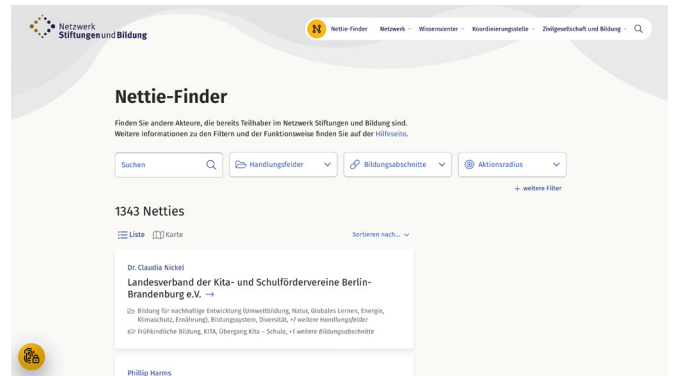 Netzwerk
Stiftungen und Bildung
Nettie-Finder Netzwerk Wissenscenter Koordinierungsstelle Zivilgesellschaft und Bildung
Nettie-Finder
Finden Sie andere Akteure, die bereits Teilhaber im Netzwerk Stiftungen und Bildung sind.
Weitere Informationen zu den Filtern und der Funktionsweise finden Sie auf der Hilfeseite.
Suchen Handlungsfelder Bildungsabschnitte Aktionsradius
+ weitere Filter
1343 Netties
Liste Karte Sortieren nach...
Dr. Claudia Nickel
Landesverband der Kita- und Schulfördervereine Berlin-
Brandenburg e.V. →
Bildung für nachhaltige Entwicklung (Umweltbildung, Natur, Globales Lernen, Energie,
Klimaschutz, Ernährung), Bildungssystem, Diversität, +7 weitere Handlungsfelder
Frühkindliche Bildung, KITA, Übergang Kita – Schule, +1 weitere Bildungsabschnitte
Phillip Harms